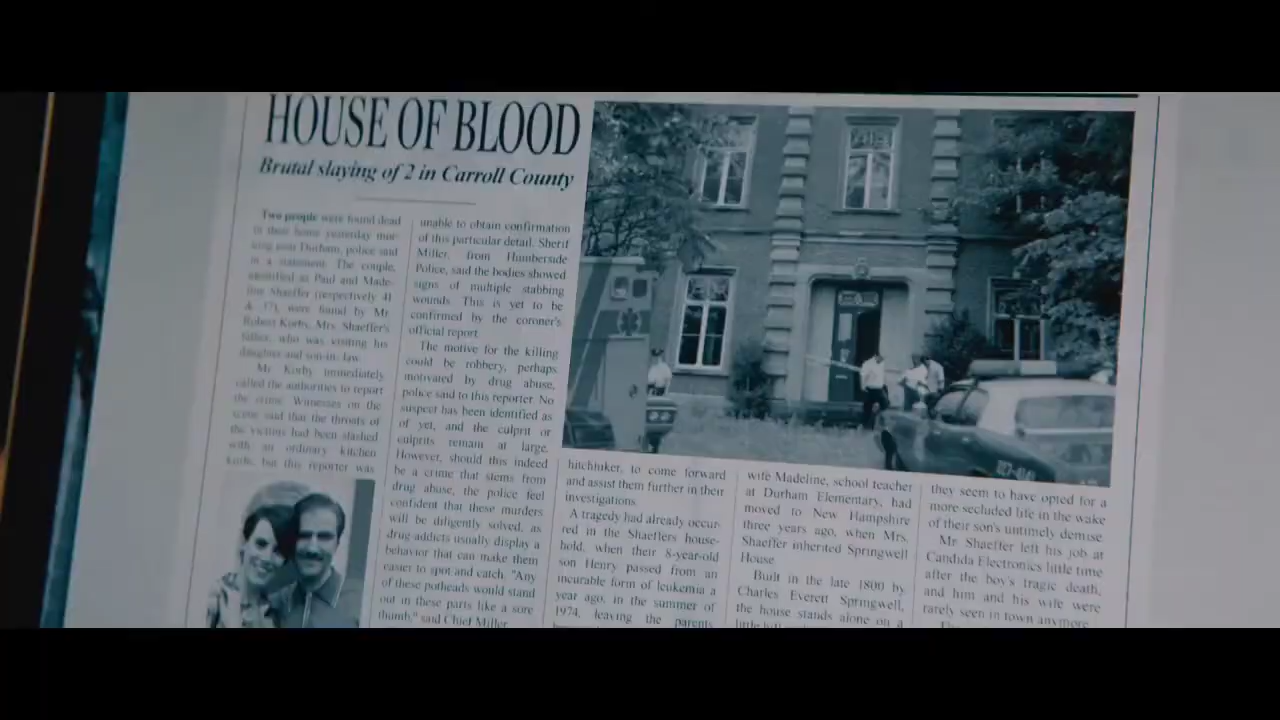 HOUSE OF BLOOD
Brutal slaying of 2 in Carroll County
Two people were found dead
in their home yesterday mor-
ning near Durham, police said
in a statement. The couple,
identified as Paul and Made-
line Shaeffer (respectively 41
& 37), were found by Mr
Robert Korby, Mrs. Shaeffer's
father, who was visiting his
daughter and son-in- law.
Mr Korby immediately
called the authorities to report
the crime. Witnesses on the
scene said that the throats of
the victims had been slashed
with an ordinary kitchen
knife, but this reporter was
unable to obtain confirmation
of this particular detail. Sherif
Miller, from Humberside
Police, said the bodies showed
signs of multiple stabbing
wounds. This is yet to be
confirmed by the coroner's
official report.
The motive for the killing
could be robbery, perhaps
motivated by drug abuse,
police said to this reporter. No
suspect has been identified as
of yet, and the culprit or
culprits remain at large.
However, should this indeed
be a crime that stems from
drug abuse, the police feel
confident that these murders
will be diligently solved, as
drug addicts usually display a
behavior that can make them
easier to spot and catch. "Any
of these potheads would stand
out in these parts like a sore
thumb," said Chief Miller.
hitchhiker, to come forward
and assist them further in their
investigations.
A tragedy had already occur-
red in the Shaeffers house-
hold, when their 8-year-old
son Henry passed from an
incurable form of leukemia a
year ago, in the summer of
1974, leaving the parents
wife Madeline, school teacher
at Durham Elementary, had
moved to New Hampshire
three years ago, when Mrs.
Shaeffer inherited Springwell
House.
Built in the late 1800 by
Charles Everett Springwell,
the house stands alone on a
they seem to have opted for a
more secluded life in the wake
of their son's untimely demise.
Mr Shaeffer left his job at
Candida Electronics little time
after the boy's tragic death,
and him and his wife were
rarely seen in town anymore.